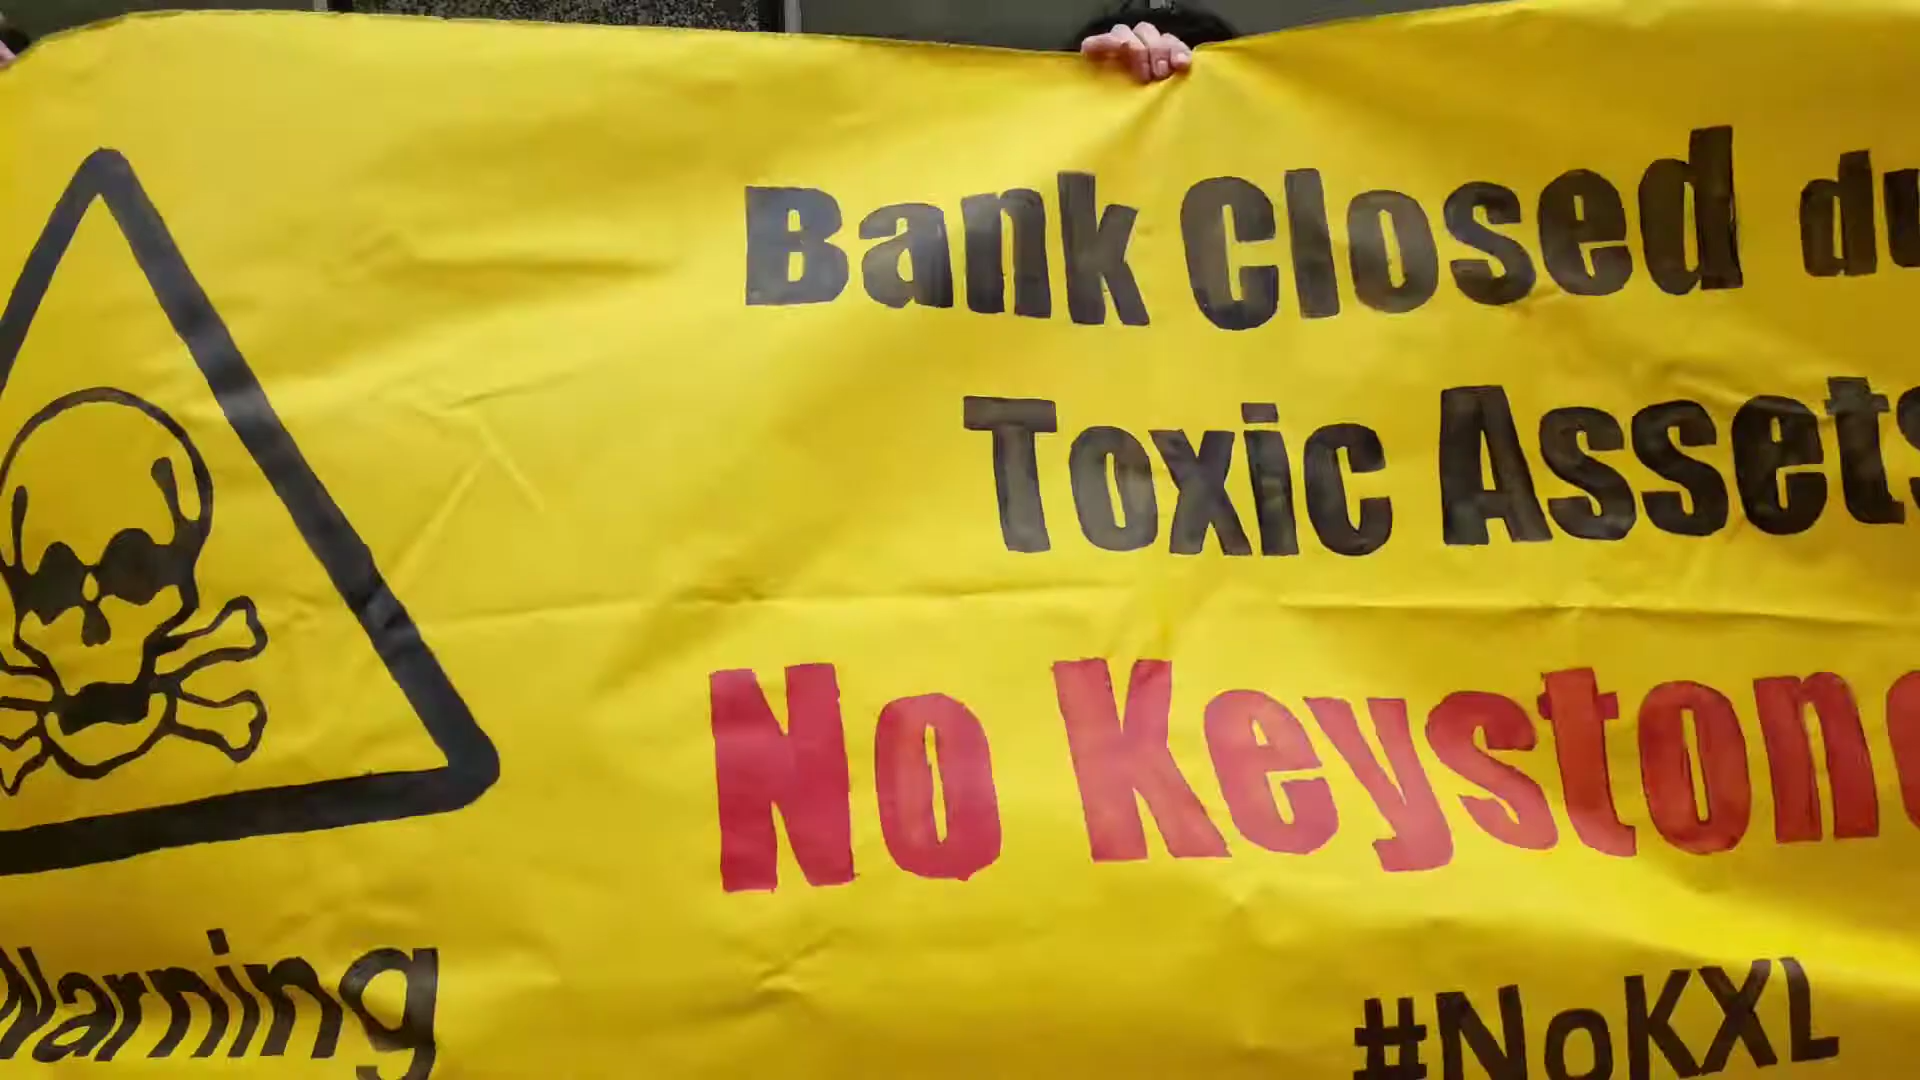 Bank Closed du
Toxic Assets
No Keystone
Warning
#NoKXL